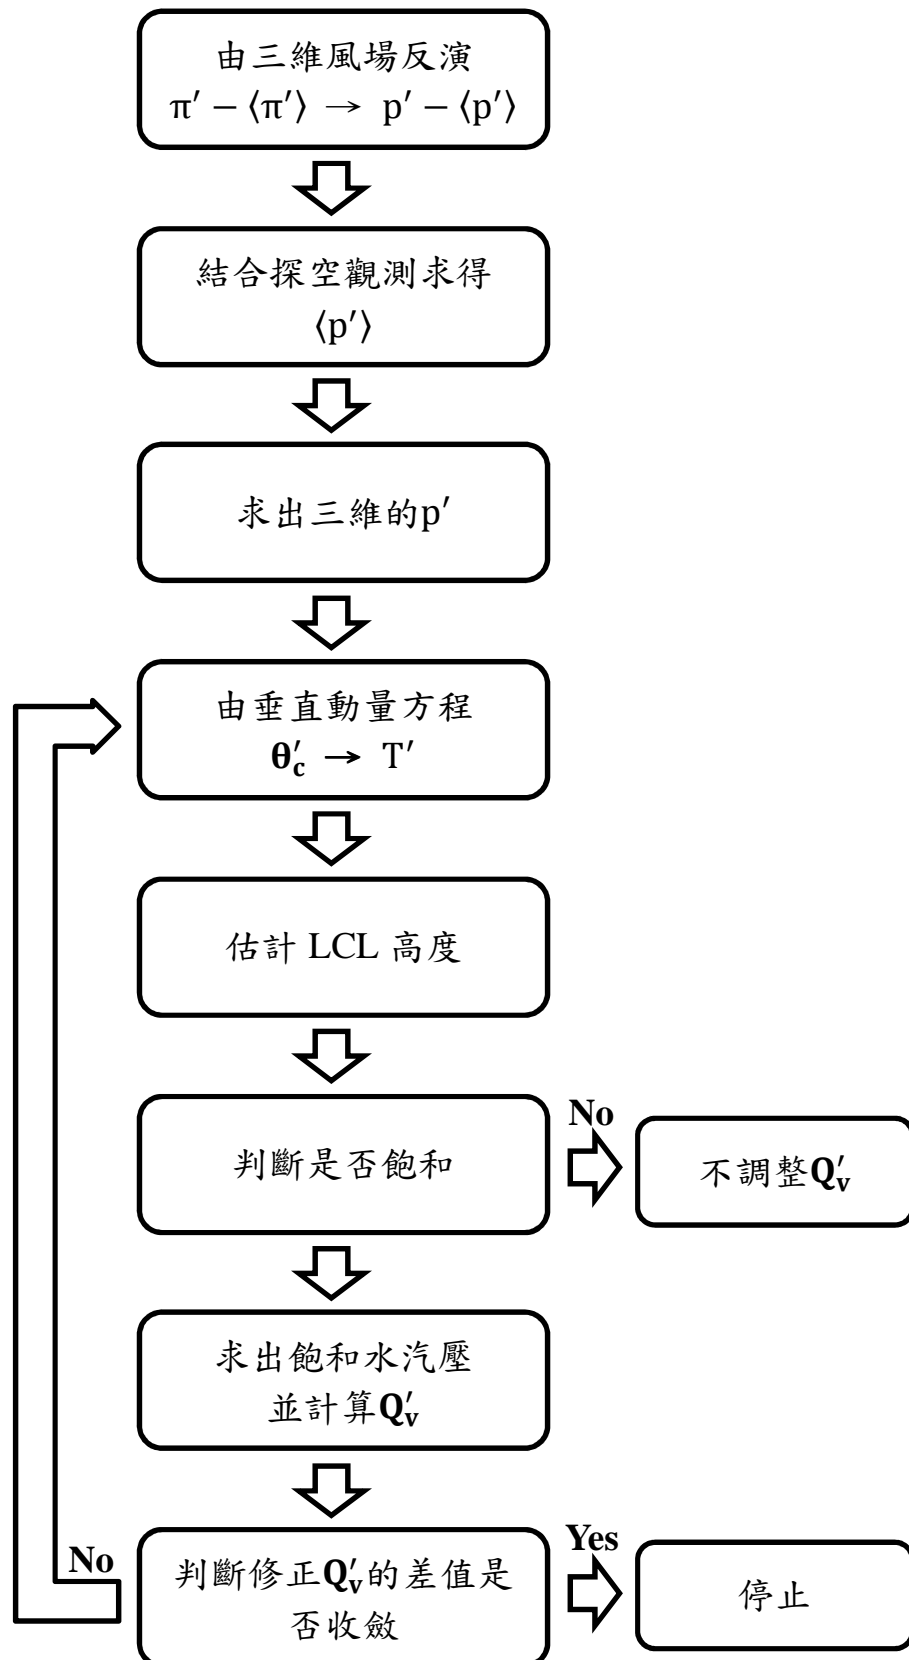 由三維風場反演
π′ − ⟨π′⟩ → p′ − ⟨p′⟩
結合探空觀測求得
⟨p′⟩
求出三維的p′
由垂直動量方程
θ′c → T′
估計 LCL 高度
判斷是否飽和
No
不調整Q′v
求出飽和水汽壓
並計算Q′v
判斷修正Q′v的差值是
否收斂
No
Yes
停止